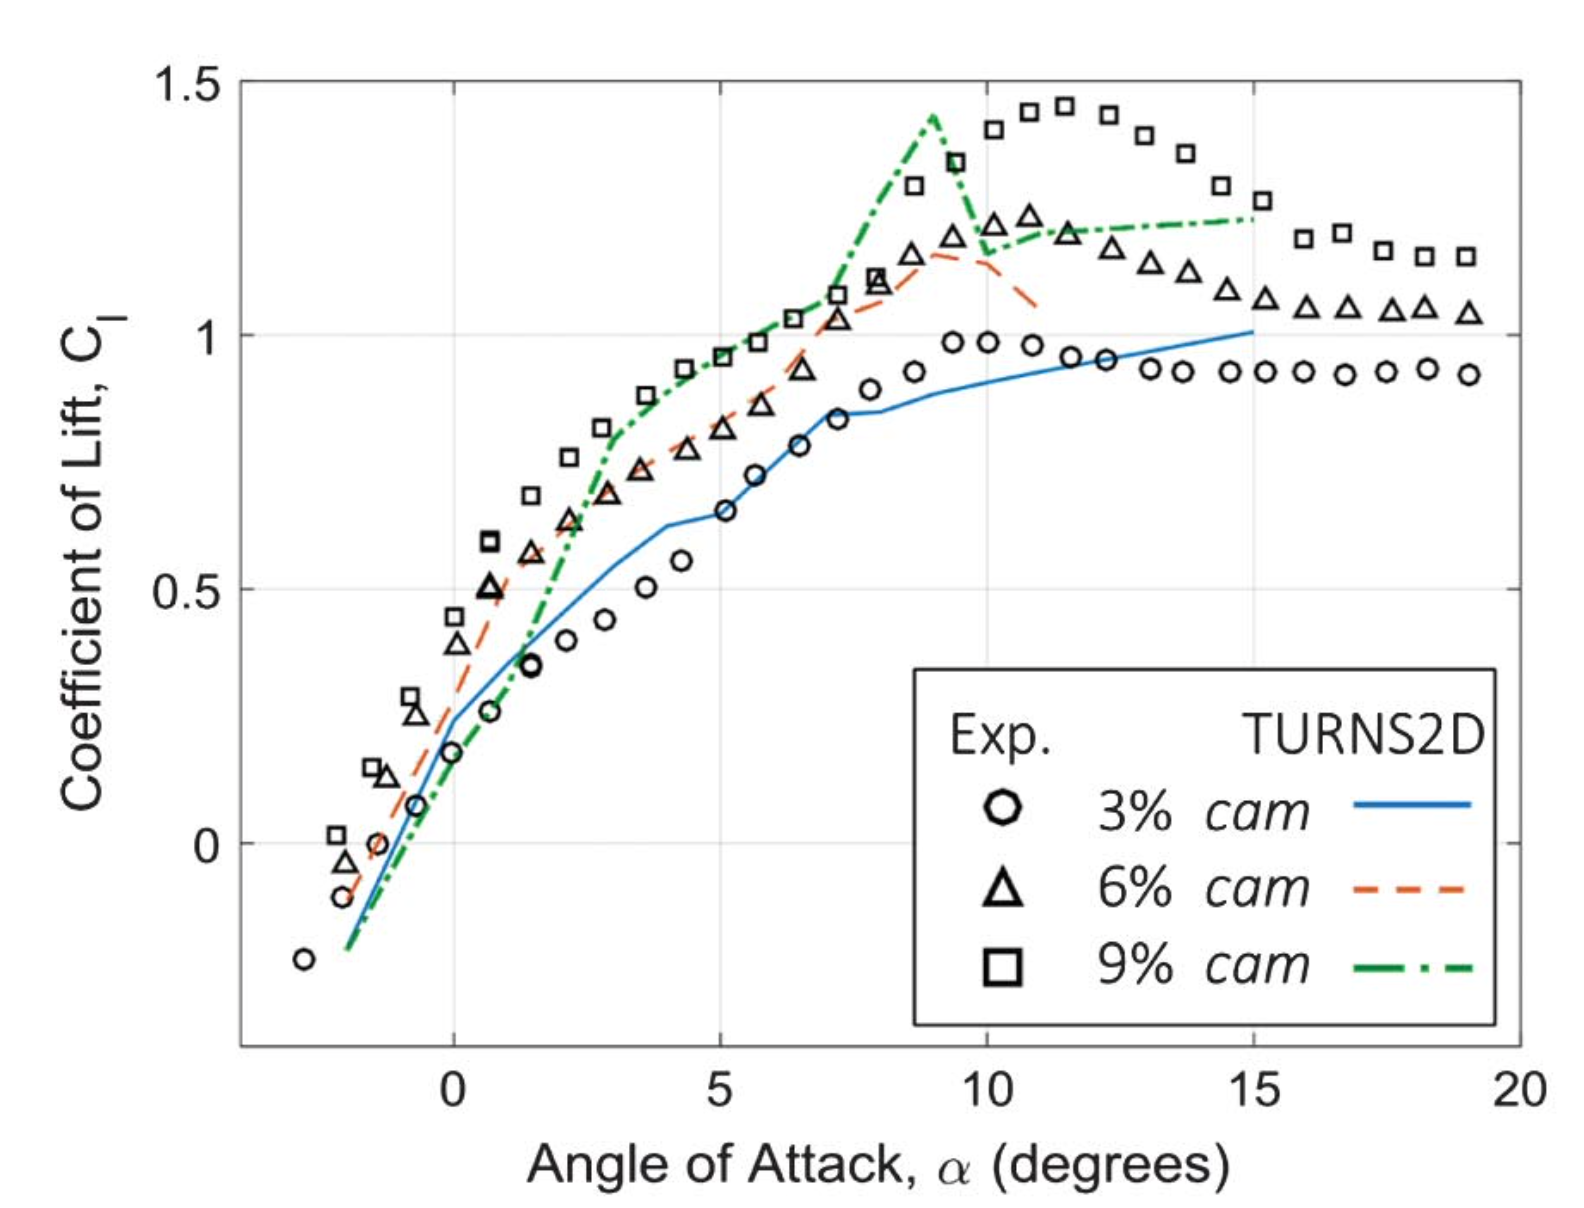 1.5
1
0.5
0
Coefficient of Lift, Cl
Exp. TURNS2D
3% cam
6% cam
9% cam
0 5 10 15 20
Angle of Attack, α (degrees)